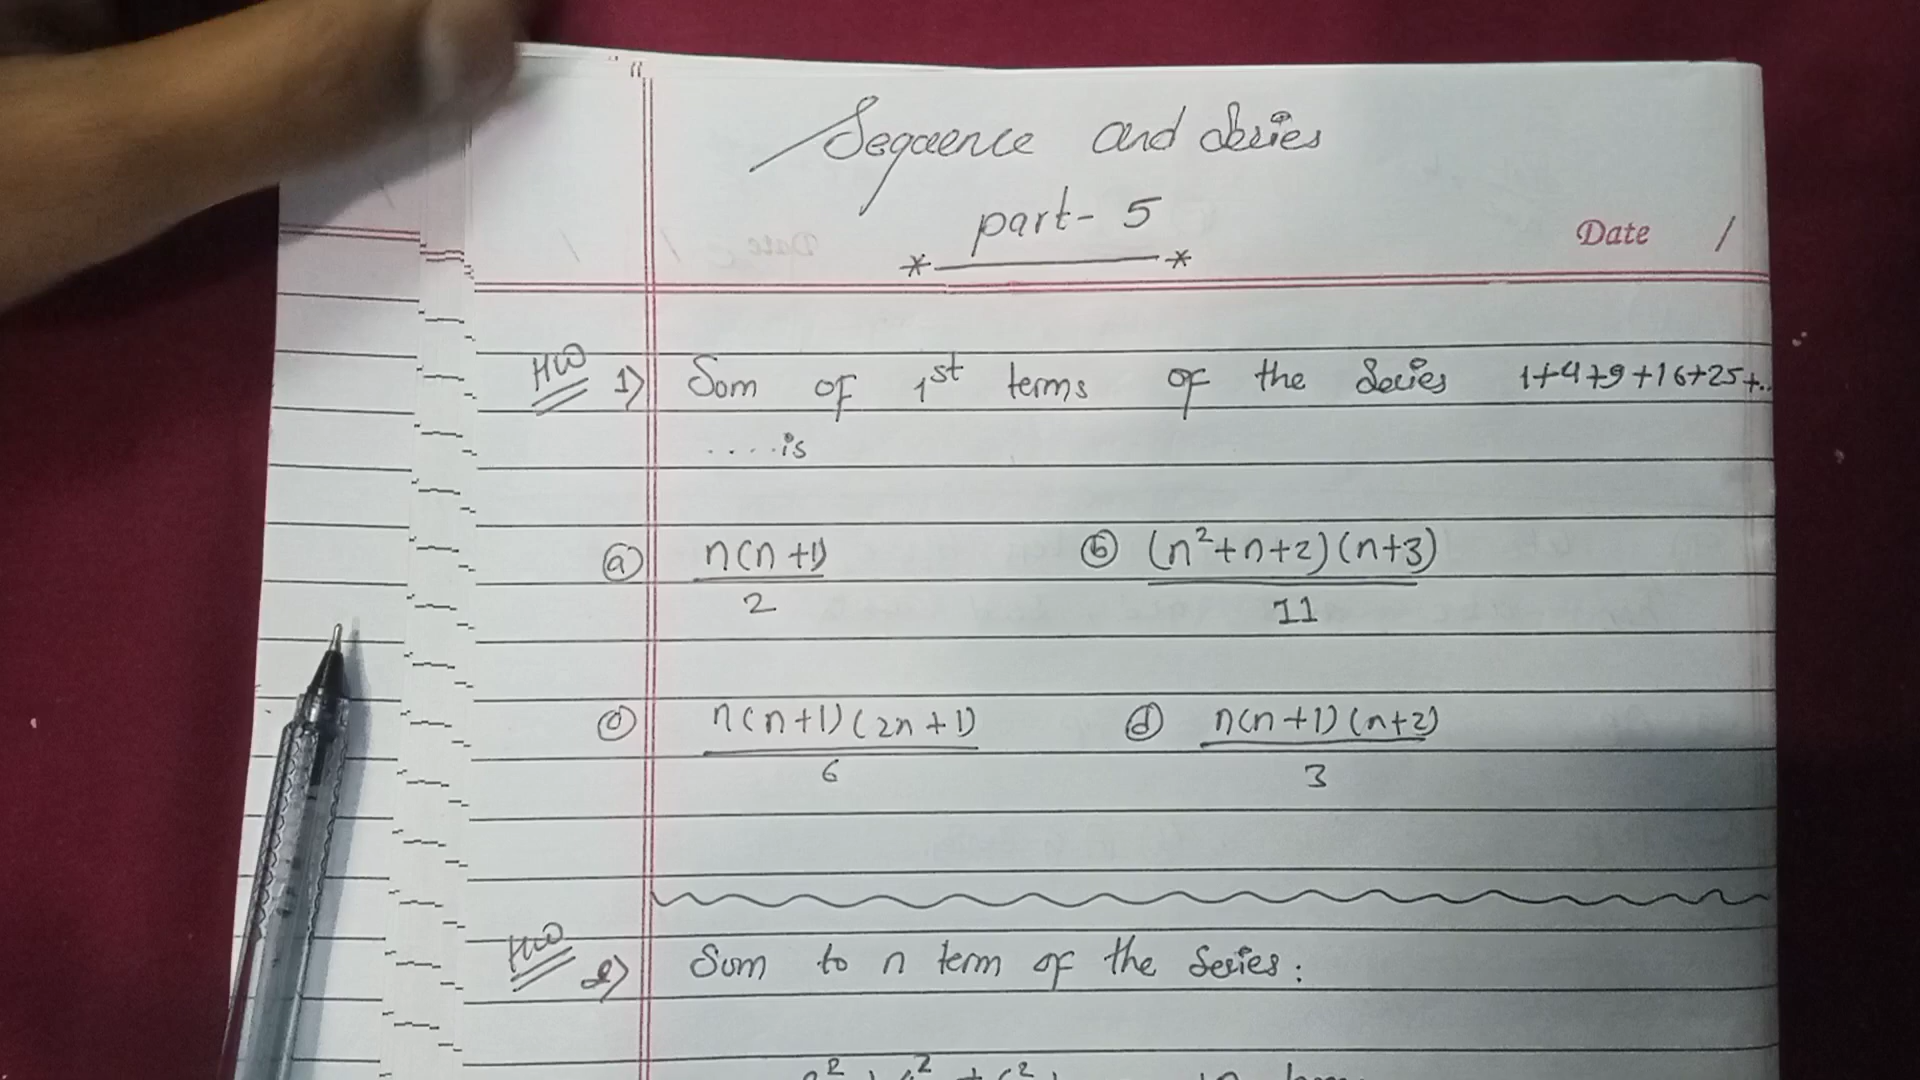 Sequence and Series
part- 5
Date /
HW 1) Sum of 1st terms of the Series 1+4+9+16+25+..
....is
(a) n(n+1)/2 (b) (n²+n+2)(n+3)/11
(c) n(n+1)(2n+1)/6 (d) n(n+1)(n+2)/3
HW 2) Sum to n term of the Series: